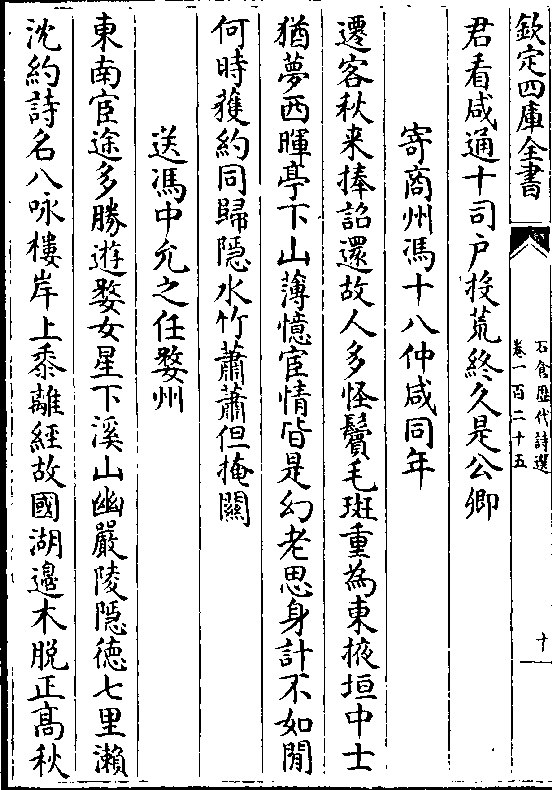 欽定四庫全書
石倉歷代詩選
卷一百二十五
十
君看咸通十司户投荒終久是公卿
寄商州馮十八仲咸同年
遷客秋来捧詔還故人多怪鬢毛斑重為東掖垣中士
猶夢西暉亭下山薄憶宦情皆是幻老思身計不如閒
何時獲約同歸隠水竹蕭蕭但掩關
送馮中允之任婺州
東南宦途多勝遊婺女星下溪山幽嚴陵隠徳七里瀨
沈約詩名八咏樓岸上黍離經故國湖邉木脱正髙秋